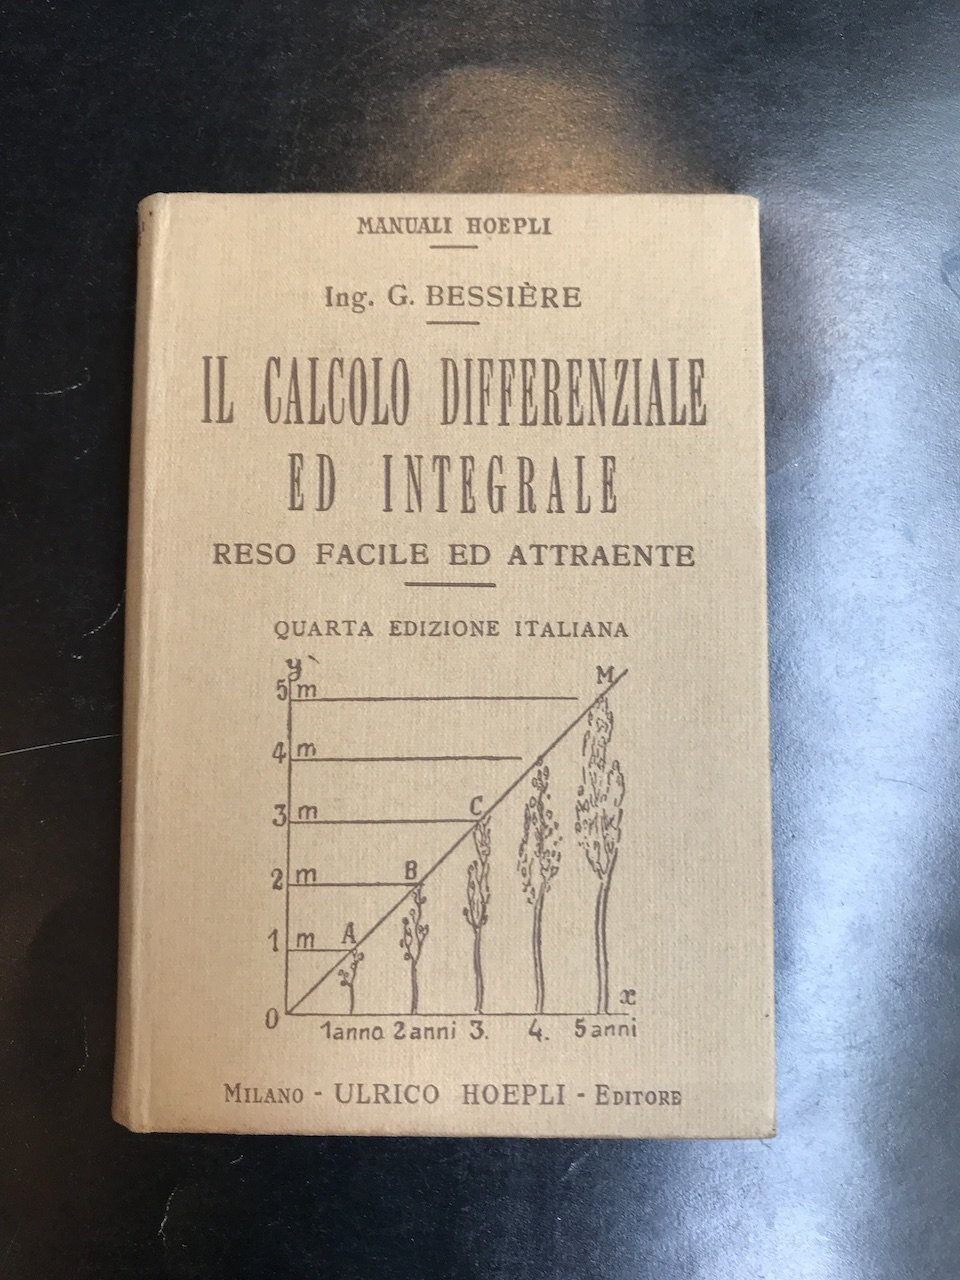 MANUALI HOEPLI
Ing. G. BESSIÈRE
IL CALCOLO DIFFERENZIALE
ED INTEGRALE
RESO FACILE ED ATTRAENTE
QUARTA EDIZIONE ITALIANA
y
M
5 m
4 m
C
3 m
B
2 m
A
1 m
x
0
1anno 2anni 3. 4. 5anni
MILANO - ULRICO HOEPLI - EDITORE